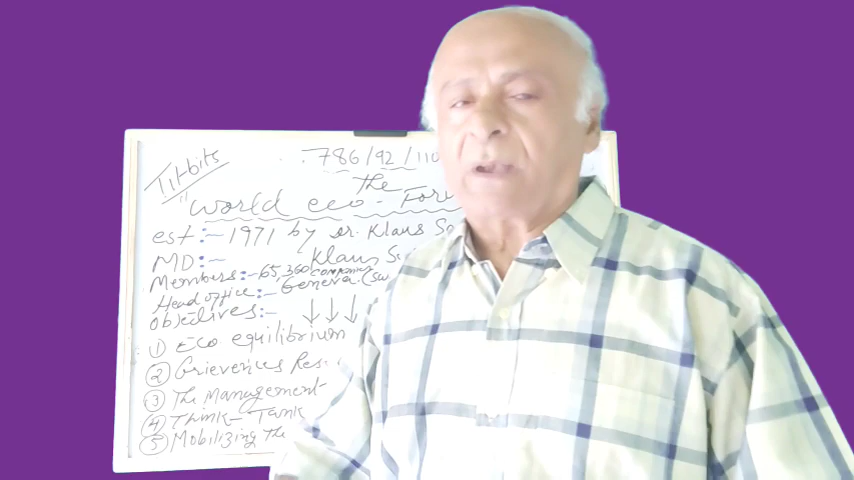 Tit-bits
786/92/110
the
"world eco- For
est:- 1971 by dr. Klaus S
MD:- Klaus S
Members:- 65,360 companies
Head office:- Geneva. (sw
Objectives:-
① Eco equilibrium
② Grievences Res
③ The Management
④ Think-Tank
⑤ Mobilizing The